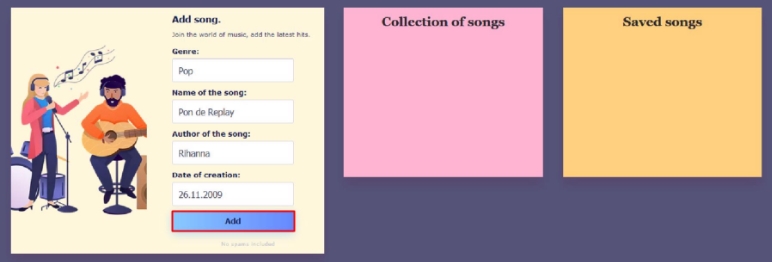 Add song.
Join the world of music, add the latest hits.
Genre:
Pop
Name of the song:
Pon de Replay
Author of the song:
Rihanna
Date of creation:
26.11.2009
Add
Collection of songs
Saved songs